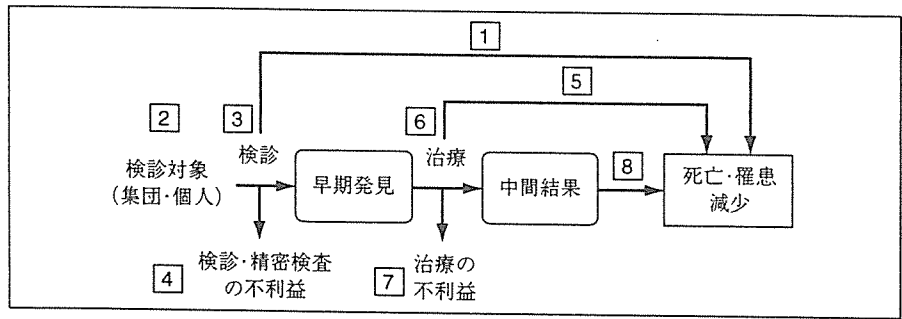 1
5
2
3
6
検診対象
(集団・個人)
検診
早期発見
治療
中間結果
8
死亡・罹患
減少
4
検診・精密検査
の不利益
7
治療の
不利益